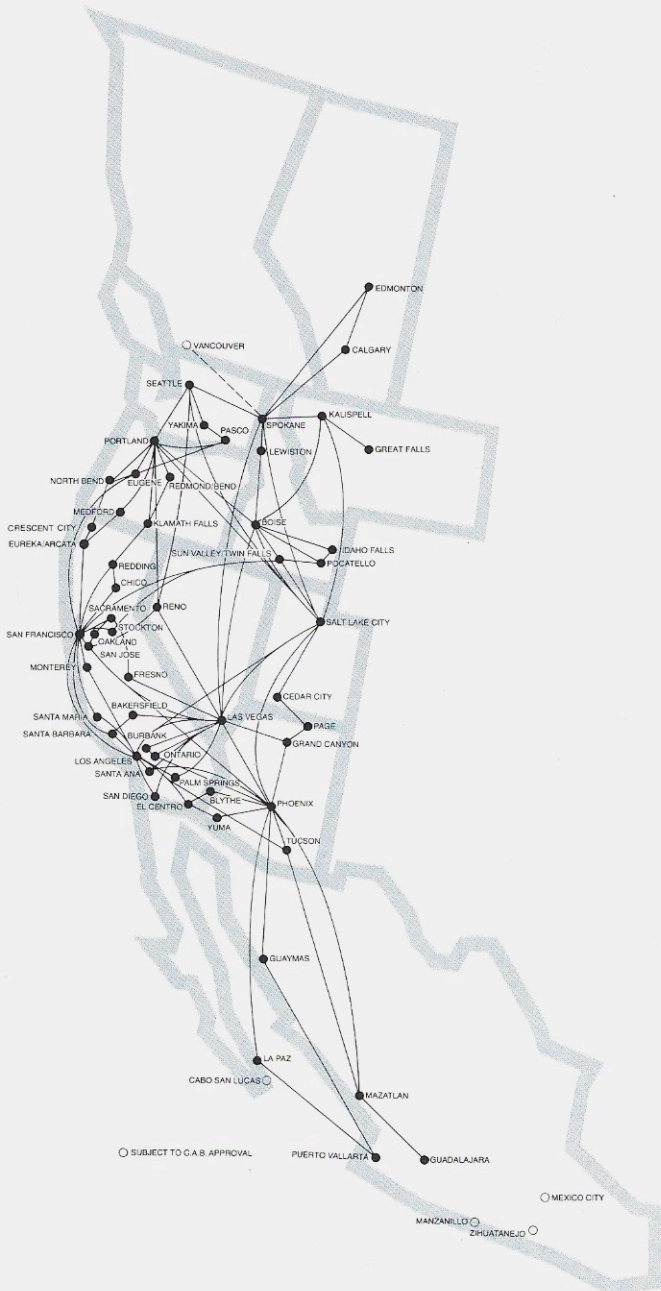 EDMONTON
CALGARY
VANCOUVER
SEATTLE
KALISPELL
SPOKANE
YAKIMA
PASCO
PORTLAND
GREAT FALLS
LEWISTON
NORTH BEND
EUGENE
REDMOND/BEND
MEDFORD
CRESCENT CITY
KLAMATH FALLS
BOISE
EUREKA/ARCATA
IDAHO FALLS
SUN VALLEY/TWIN FALLS
POCATELLO
REDDING
CHICO
SACRAMENTO
RENO
STOCKTON
SALT LAKE CITY
SAN FRANCISCO
OAKLAND
SAN JOSE
MONTEREY
FRESNO
CEDAR CITY
BAKERSFIELD
SANTA MARIA
LAS VEGAS
PAGE
SANTA BARBARA
BURBANK
GRAND CANYON
LOS ANGELES
ONTARIO
SANTA ANA
PALM SPRINGS
SAN DIEGO
BLYTHE
EL CENTRO
PHOENIX
YUMA
TUCSON
GUAYMAS
LA PAZ
CABO SAN LUCAS
MAZATLAN
SUBJECT TO C.A.B. APPROVAL
PUERTO VALLARTA
GUADALAJARA
MEXICO CITY
MANZANILLO
ZIHUATANEJO